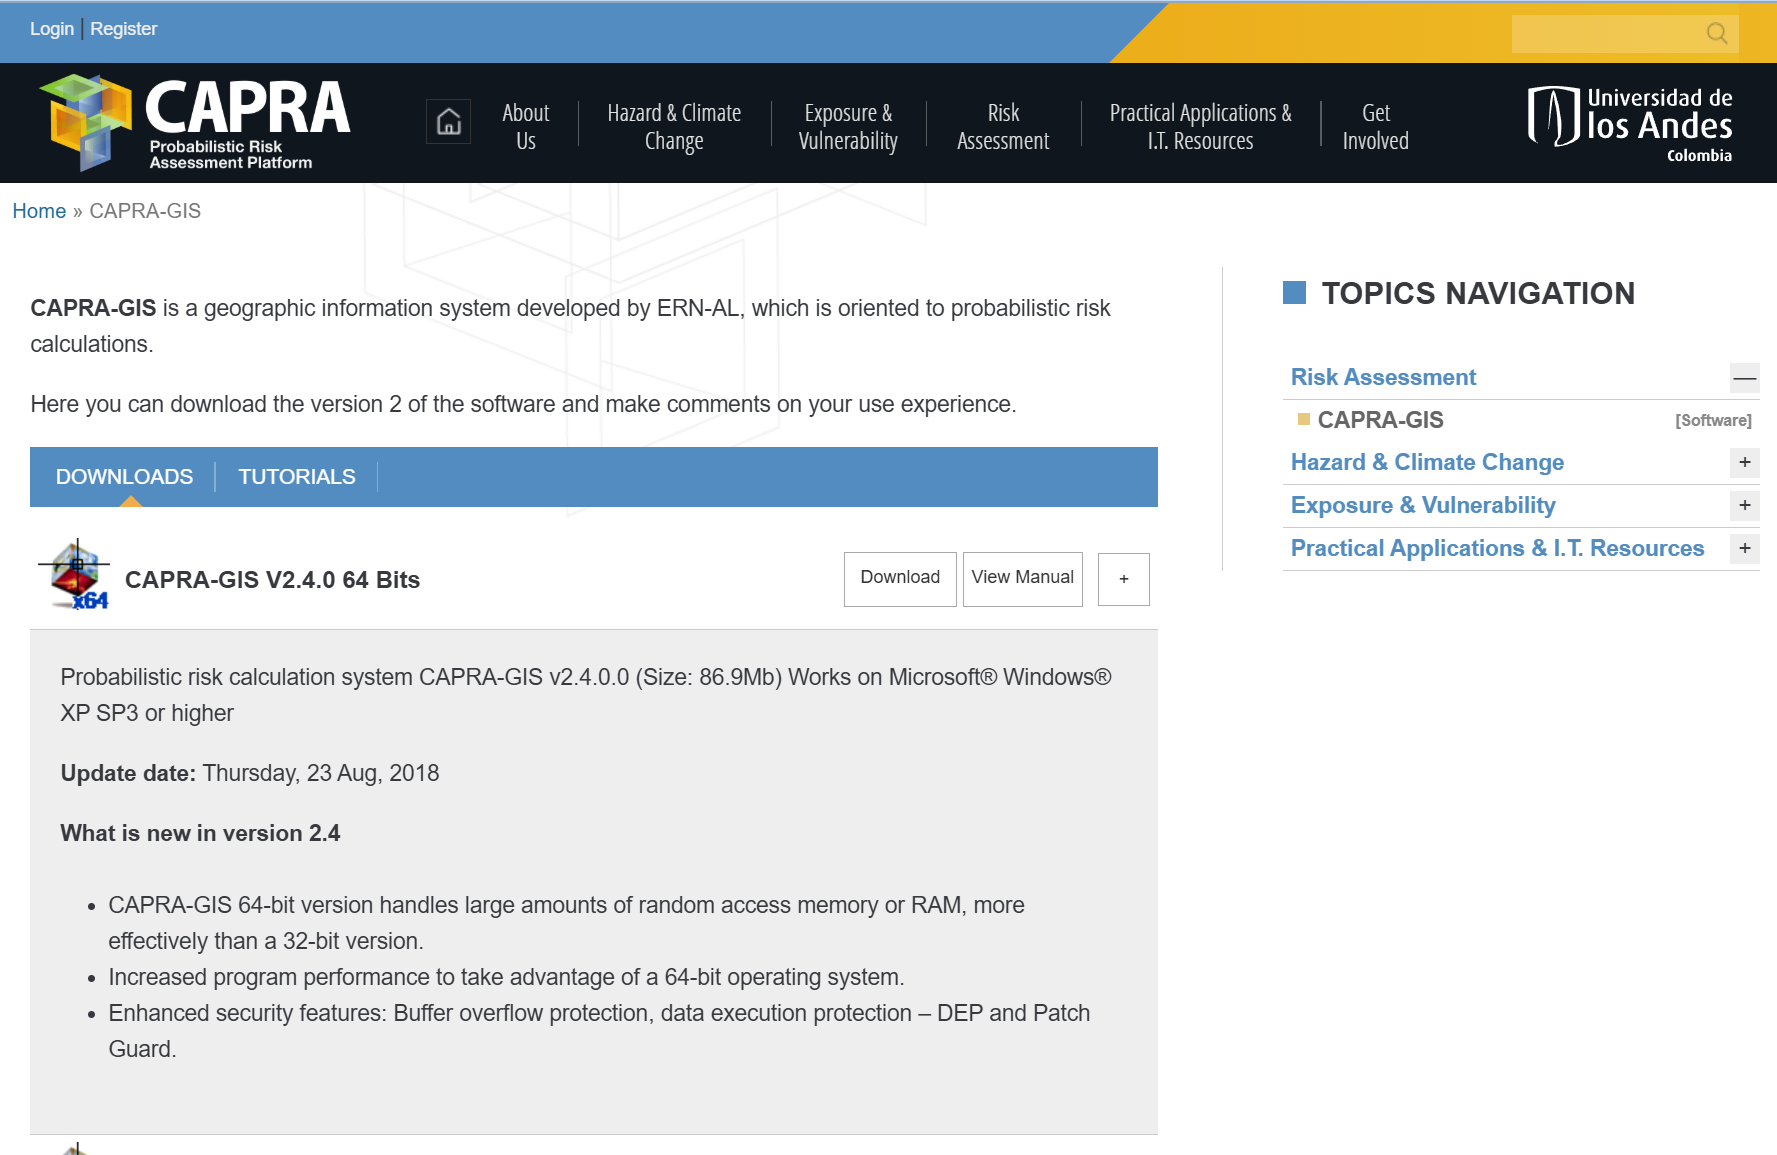 Login | Register
CAPRA
Probabilistic Risk
Assessment Platform
About
Us
Hazard & Climate
Change
Exposure &
Vulnerability
Risk
Assessment
Practical Applications &
I.T. Resources
Get
Involved
Universidad de
los Andes
Colombia
Home » CAPRA-GIS
CAPRA-GIS is a geographic information system developed by ERN-AL, which is oriented to probabilistic risk
calculations.
Here you can download the version 2 of the software and make comments on your use experience.
DOWNLOADS
TUTORIALS
x64
CAPRA-GIS V2.4.0 64 Bits
Download
View Manual
+
Probabilistic risk calculation system CAPRA-GIS v2.4.0.0 (Size: 86.9Mb) Works on Microsoft® Windows®
XP SP3 or higher
Update date: Thursday, 23 Aug, 2018
What is new in version 2.4
• CAPRA-GIS 64-bit version handles large amounts of random access memory or RAM, more
effectively than a 32-bit version.
• Increased program performance to take advantage of a 64-bit operating system.
• Enhanced security features: Buffer overflow protection, data execution protection – DEP and Patch
Guard.
TOPICS NAVIGATION
Risk Assessment —
CAPRA-GIS [Software]
Hazard & Climate Change +
Exposure & Vulnerability +
Practical Applications & I.T. Resources +